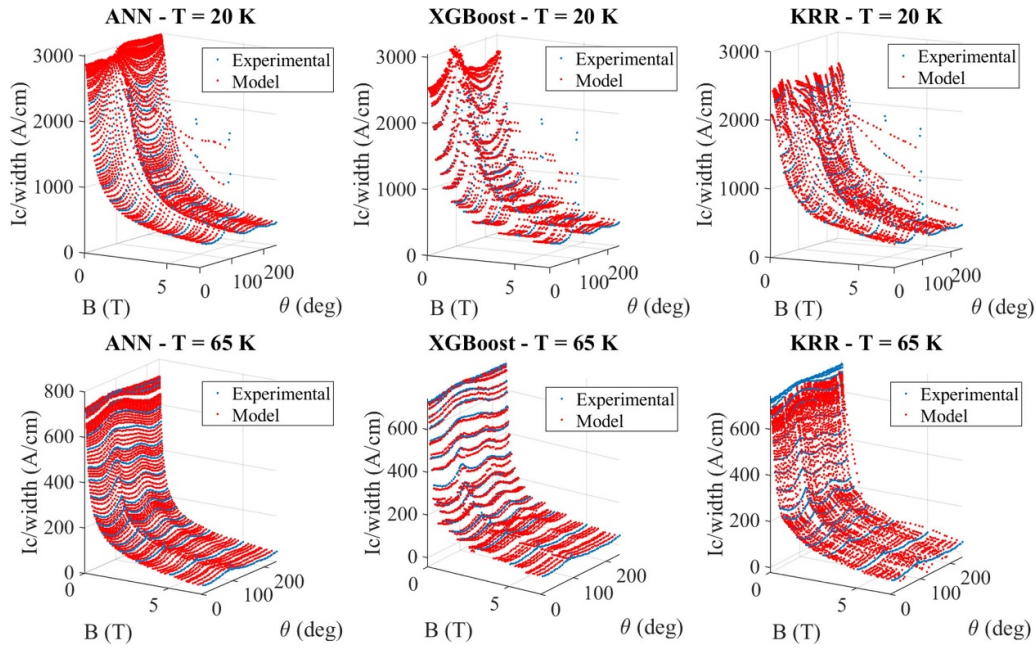 ANN - T = 20 K
Ic/width (A/cm)
3000
2000
1000
0
0
5
0
100
200
B (T)
θ (deg)
Experimental
Model
XGBoost - T = 20 K
Ic/width (A/cm)
3000
2000
1000
0
0
5
0
100
200
B (T)
θ (deg)
Experimental
Model
KRR - T = 20 K
Ic/width (A/cm)
3000
2000
1000
0
0
5
0
100
200
B (T)
θ (deg)
Experimental
Model
ANN - T = 65 K
Ic/width (A/cm)
800
600
400
200
0
0
5
0
100
200
B (T)
θ (deg)
Experimental
Model
XGBoost - T = 65 K
Ic/width (A/cm)
600
400
200
0
0
5
0
100
200
B (T)
θ (deg)
Experimental
Model
KRR - T = 65 K
Ic/width (A/cm)
600
400
200
0
0
5
0
100
200
B (T)
θ (deg)
Experimental
Model